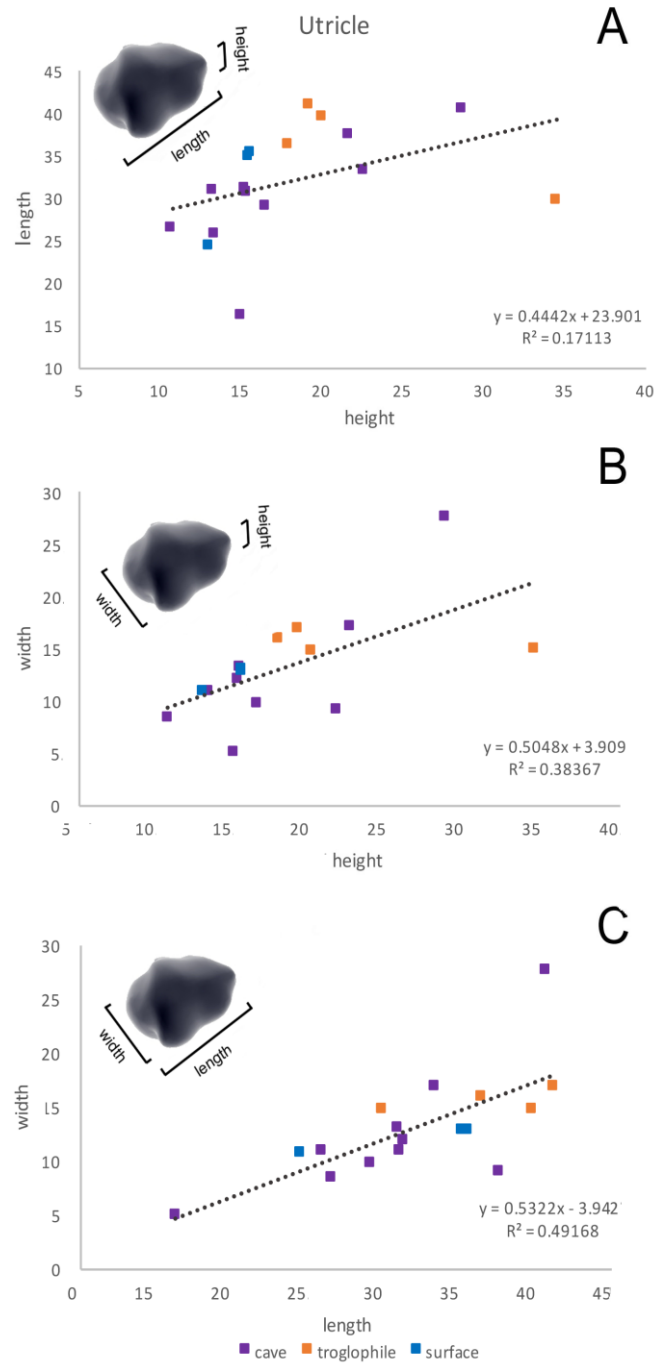 Utricle
A
height
length
45
40
35
30
25
20
15
10
length
y = 0.4442x + 23.901
R² = 0.17113
5 10 15 20 25 30 35 40
height
B
height
width
30
25
20
15
10
5
0
width
y = 0.5048x + 3.909
R² = 0.38367
5 10 15 20 25 30 35 40
height
C
width
length
30
25
20
15
10
5
0
width
y = 0.5322x - 3.942
R² = 0.49168
0 15 20 25 30 35 40 45
length
cave troglophile surface